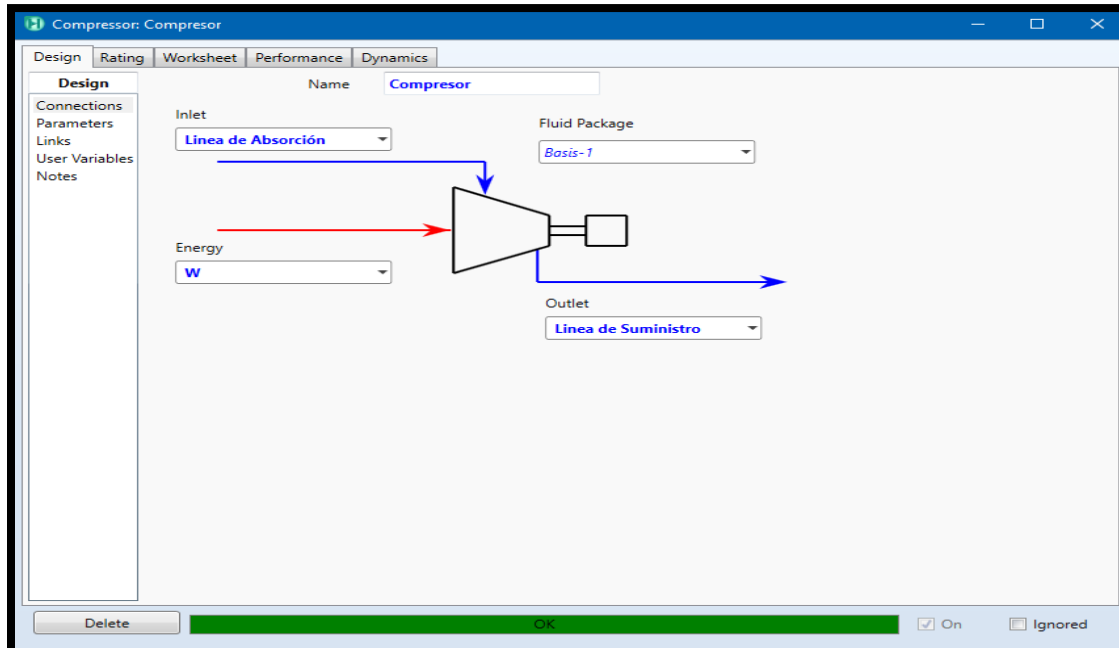 Compressor: Compresor
Design Rating Worksheet Performance Dynamics
Design
Connections
Parameters
Links
User Variables
Notes
Name Compresor
Inlet
Linea de Absorción
Fluid Package
Basis-1
Energy
W
Outlet
Linea de Suministro
Delete
OK
On
Ignored